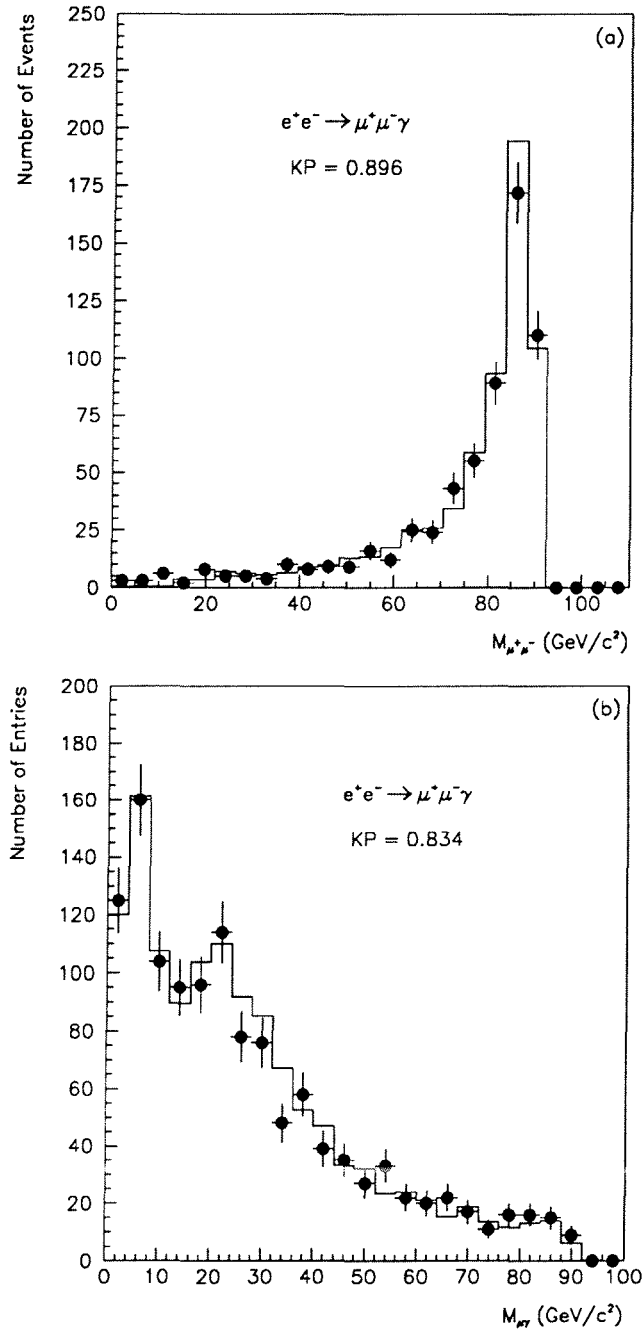 (a)
Number of Events
250
225
200
175
150
125
100
75
50
25
0
e⁺e⁻ → μ⁺μ⁻γ
KP = 0.896
0 20 40 60 80 100
M_μ⁺μ⁻ (GeV/c²)
(b)
Number of Entries
200
180
160
140
120
100
80
60
40
20
0
e⁺e⁻ → μ⁺μ⁻γ
KP = 0.834
0 10 20 30 40 50 60 70 80 90 100
M_μγ (GeV/c²)